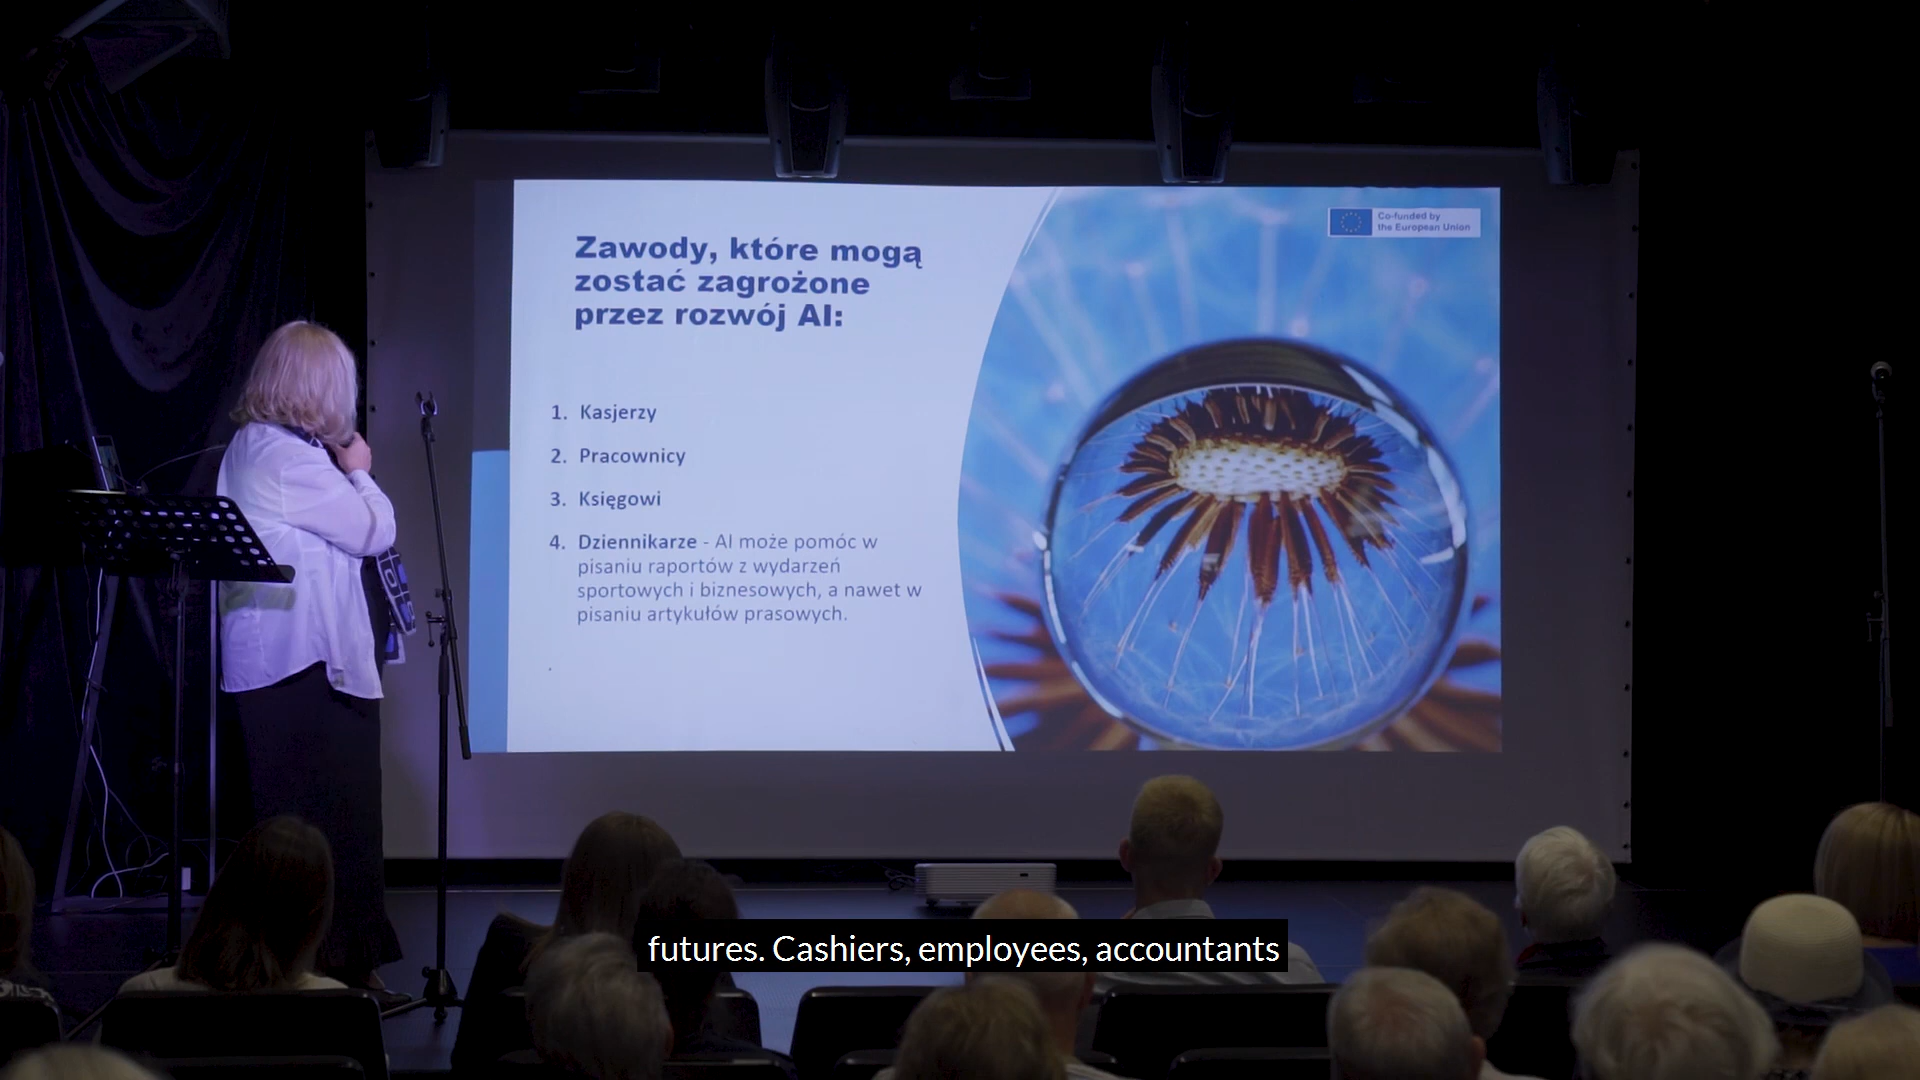 Co-funded by
the European Union
Zawody, które mogą
zostać zagrożone
przez rozwój AI:
1. Kasjerzy
2. Pracownicy
3. Księgowi
4. Dziennikarze - AI może pomóc w
pisaniu raportów z wydarzeń
sportowych i biznesowych, a nawet w
pisaniu artykułów prasowych.
.
futures. Cashiers, employees, accountants